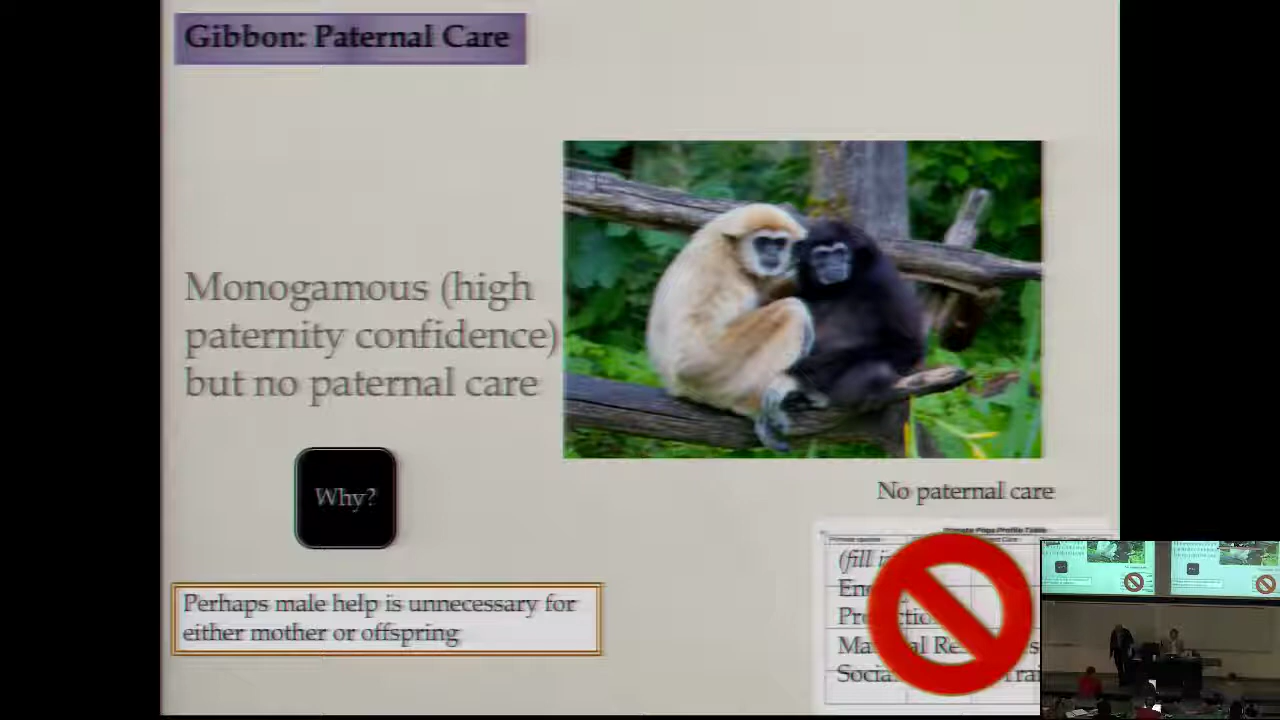 Gibbon: Paternal Care
Monogamous (high
paternity confidence)
but no paternal care
Why?
Perhaps male help is unnecessary for
either mother or offspring
No paternal care
(fill i